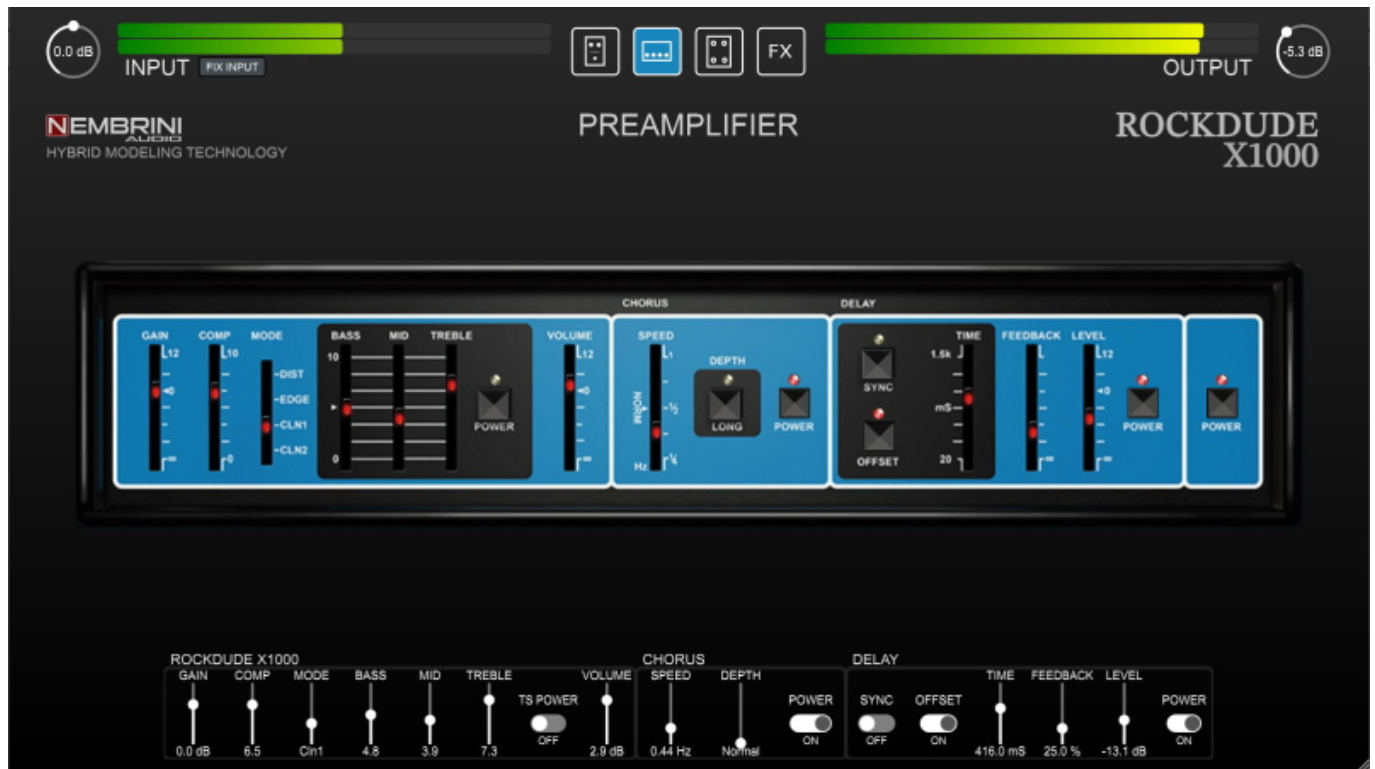 0.0 dB
INPUT FIX INPUT
FX
OUTPUT
-5.3 dB
NEMBRINI
AUDIO
HYBRID MODELING TECHNOLOGY
PREAMPLIFIER
ROCKDUDE
X1000
CHORUS
DELAY
GAIN COMP MODE BASS MID TREBLE VOLUME
12 10 10 12
0 0
-DIST
-EDGE
-CLN1
-CLN2
∞ 0 0 ∞
POWER
SPEED
1
NORM
½
Hz ¼
DEPTH
LONG
POWER
SYNC
OFFSET
TIME
1.5k
mS
20
FEEDBACK LEVEL
12
0
∞ ∞
POWER
POWER
ROCKDUDE X1000 CHORUS DELAY
GAIN COMP MODE BASS MID TREBLE VOLUME SPEED DEPTH TIME FEEDBACK LEVEL
TS POWER POWER SYNC OFFSET POWER
OFF ON OFF ON ON
0.0 dB 6.5 Cln1 4.8 3.9 7.3 2.9 dB 0.44 Hz Normal 416.0 mS 25.0 % -13.1 dB